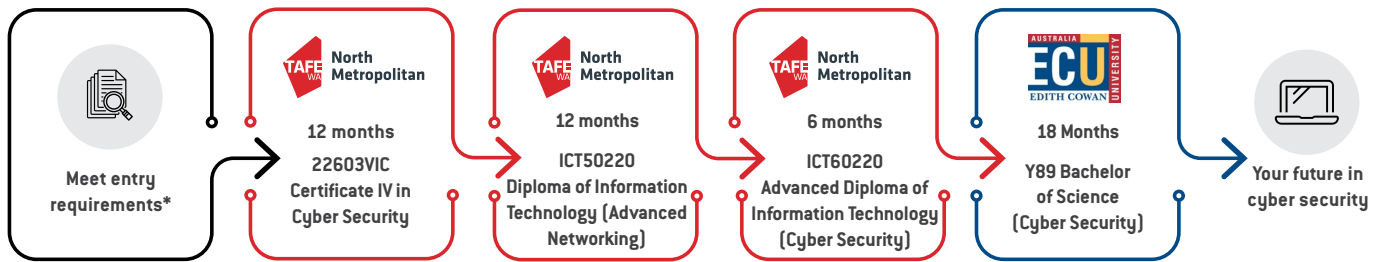 Meet entry
requirements*
TAFE
WA
North
Metropolitan
12 months
22603VIC
Certificate IV in
Cyber Security
TAFE
WA
North
Metropolitan
12 months
ICT50220
Diploma of Information
Technology (Advanced
Networking)
TAFE
WA
North
Metropolitan
6 months
ICT60220
Advanced Diploma of
Information Technology
(Cyber Security)
AUSTRALIA
ECU
EDITH COWAN
UNIVERSITY
18 Months
Y89 Bachelor
of Science
(Cyber Security)
Your future in
cyber security